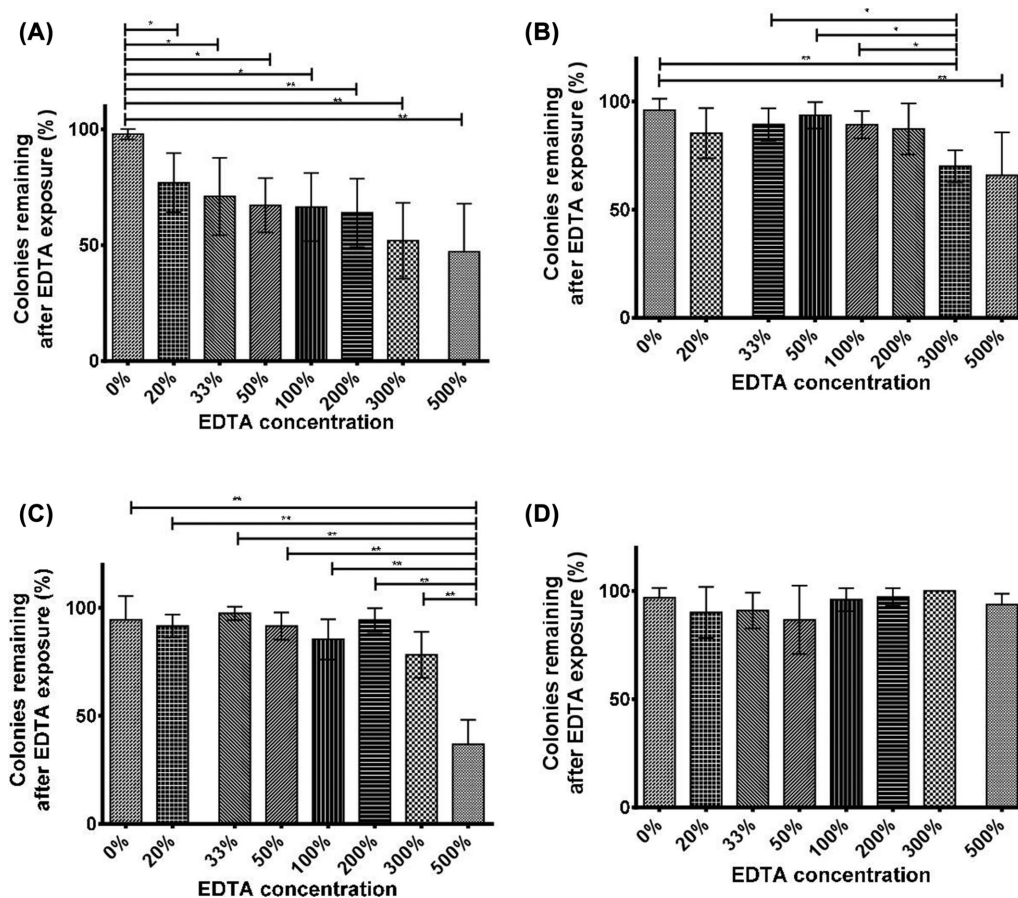 (A)
*
*
*
*
**
**
**
Colonies remaining
after EDTA exposure (%)
100
50
0
0% 20% 33% 50% 100% 200% 300% 500%
EDTA concentration
(B)
*
*
*
**
**
Colonies remaining
after EDTA exposure (%)
100
50
0
0% 20% 33% 50% 100% 200% 300% 500%
EDTA concentration
(C)
**
**
**
**
**
**
**
Colonies remaining
after EDTA exposure (%)
100
50
0
0% 20% 33% 50% 100% 200% 300% 500%
EDTA concentration
(D)
Colonies remaining
after EDTA exposure (%)
100
50
0
0% 20% 33% 50% 100% 200% 300% 500%
EDTA concentration